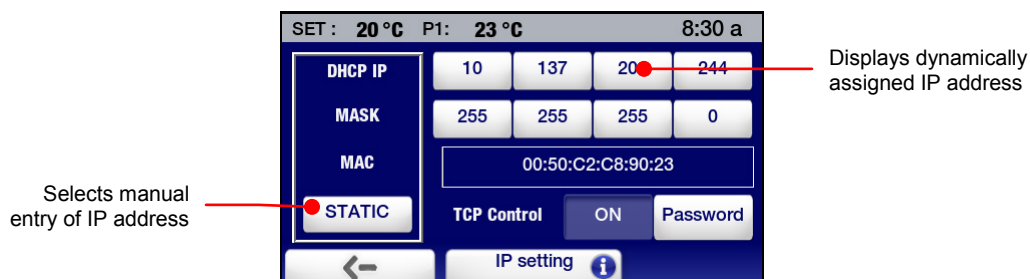 SET : 20 °C P1: 23 °C 8:30 a
DHCP IP 10 137 20 244
Displays dynamically
assigned IP address
MASK 255 255 255 0
MAC 00:50:C2:C8:90:23
Selects manual
entry of IP address
STATIC TCP Control ON Password
IP setting i